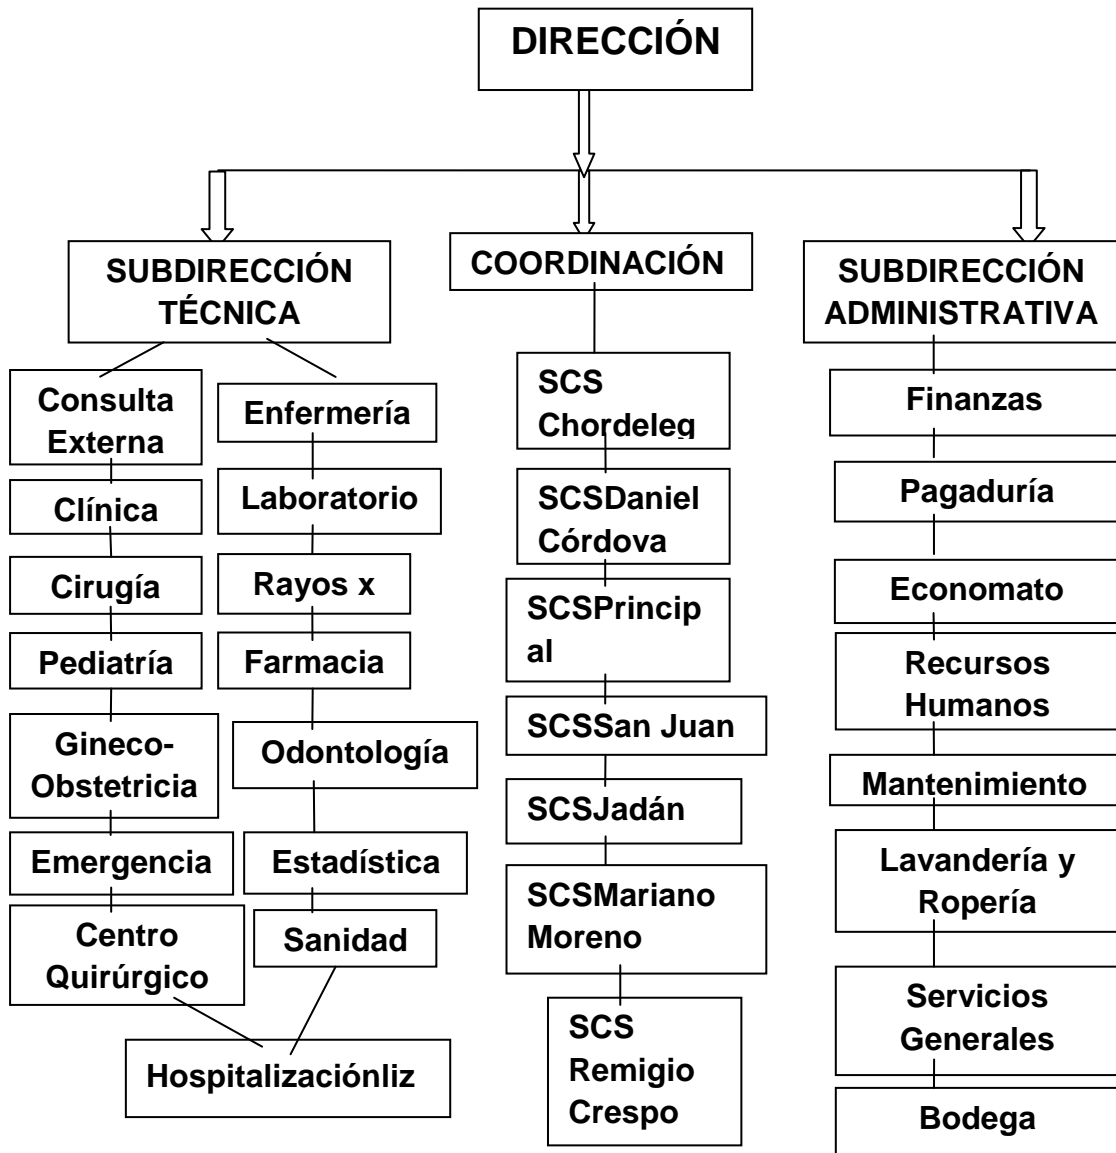 DIRECCIÓN
SUBDIRECCIÓN
TÉCNICA
COORDINACIÓN
SUBDIRECCIÓN
ADMINISTRATIVA
Consulta
Externa
Clínica
Cirugía
Pediatría
Gineco-
Obstetricia
Emergencia
Centro
Quirúrgico
Enfermería
Laboratorio
Rayos x
Farmacia
Odontología
Estadística
Sanidad
Hospitalizaciónliz
SCS
Chordeleg
SCSDaniel
Córdova
SCSPrincip
al
SCSSan Juan
SCSJadán
SCSMariano
Moreno
SCS
Remigio
Crespo
Finanzas
Pagaduría
Economato
Recursos
Humanos
Mantenimiento
Lavandería y
Ropería
Servicios
Generales
Bodega